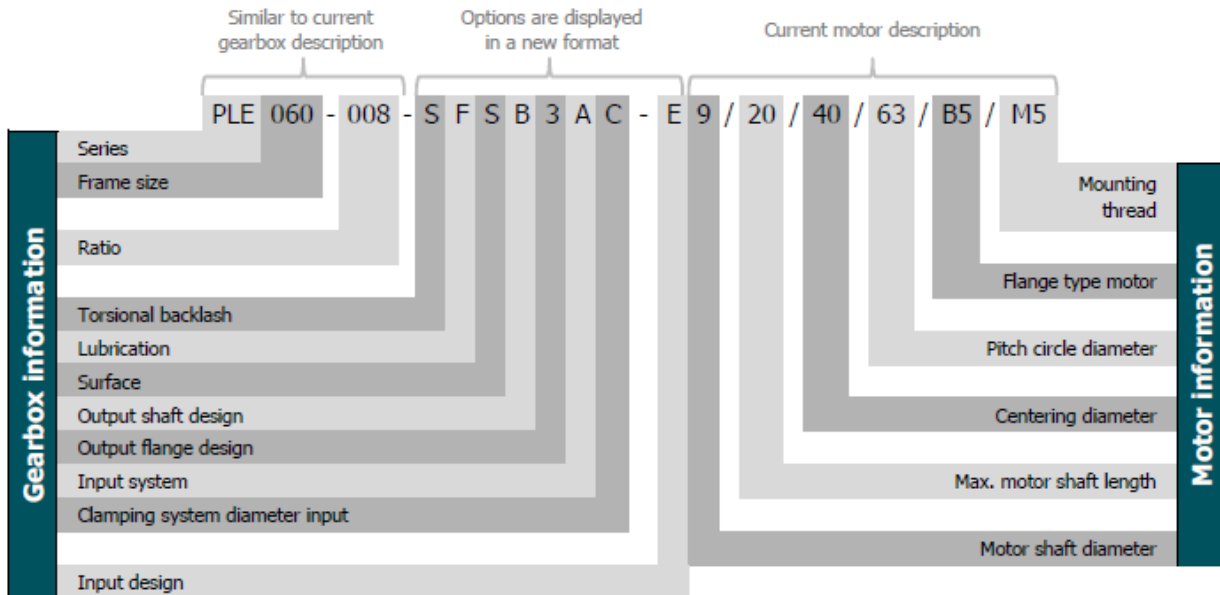 Similar to current
gearbox description
Options are displayed
in a new format
Current motor description
PLE 060 - 008 - S F S B 3 A C - E 9 / 20 / 40 / 63 / B5 / M5
Gearbox information
Series
Frame size
Ratio
Torsional backlash
Lubrication
Surface
Output shaft design
Output flange design
Input system
Clamping system diameter input
Input design
Mounting
thread
Flange type motor
Pitch circle diameter
Centering diameter
Max. motor shaft length
Motor shaft diameter
Motor information